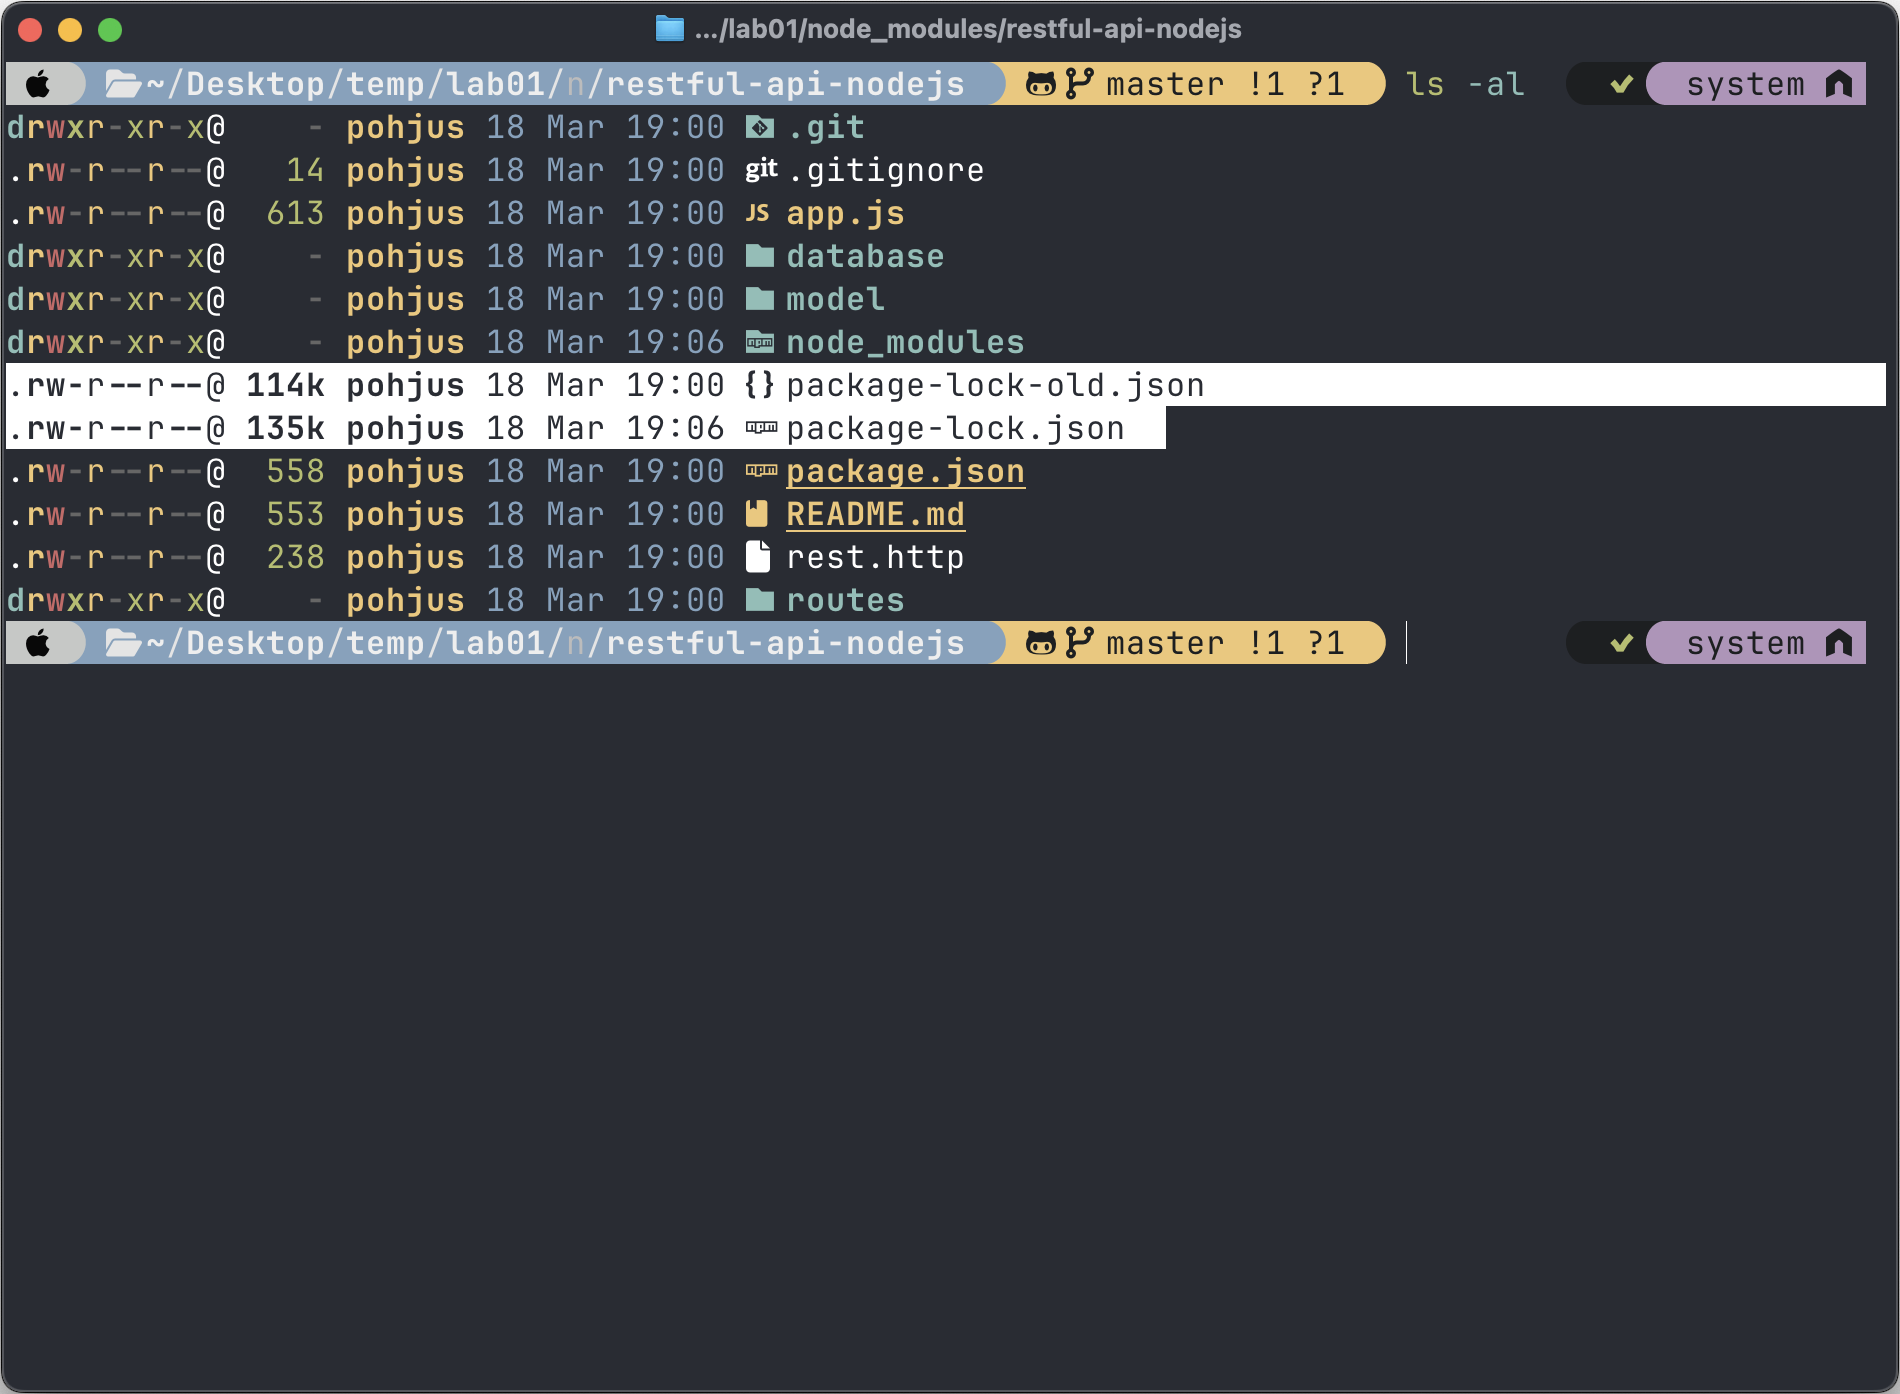 .../lab01/node_modules/restful-api-nodejs
~/Desktop/temp/lab01/n/restful-api-nodejs master !1 ?1 ls -al ✔ system
drwxr-xr-x@ - pohjus 18 Mar 19:00 .git
.rw-r--r--@ 14 pohjus 18 Mar 19:00 git .gitignore
.rw-r--r--@ 613 pohjus 18 Mar 19:00 JS app.js
drwxr-xr-x@ - pohjus 18 Mar 19:00 database
drwxr-xr-x@ - pohjus 18 Mar 19:00 model
drwxr-xr-x@ - pohjus 18 Mar 19:06 npm node_modules
.rw-r--r--@ 114k pohjus 18 Mar 19:00 {} package-lock-old.json
.rw-r--r--@ 135k pohjus 18 Mar 19:06 npm package-lock.json
.rw-r--r--@ 558 pohjus 18 Mar 19:00 npm package.json
.rw-r--r--@ 553 pohjus 18 Mar 19:00 README.md
.rw-r--r--@ 238 pohjus 18 Mar 19:00 rest.http
drwxr-xr-x@ - pohjus 18 Mar 19:00 routes
~/Desktop/temp/lab01/n/restful-api-nodejs master !1 ?1 ✔ system